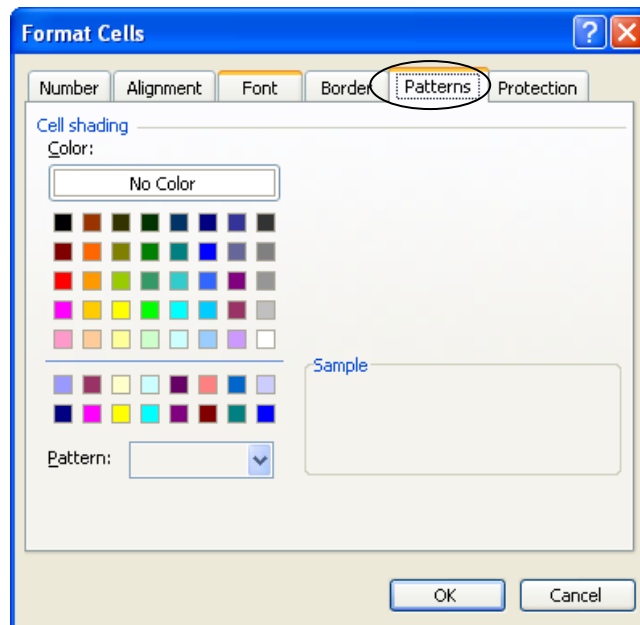 Format Cells
Number Alignment Font Border Patterns Protection
Cell shading
Color:
No Color
Sample
Pattern:
OK Cancel